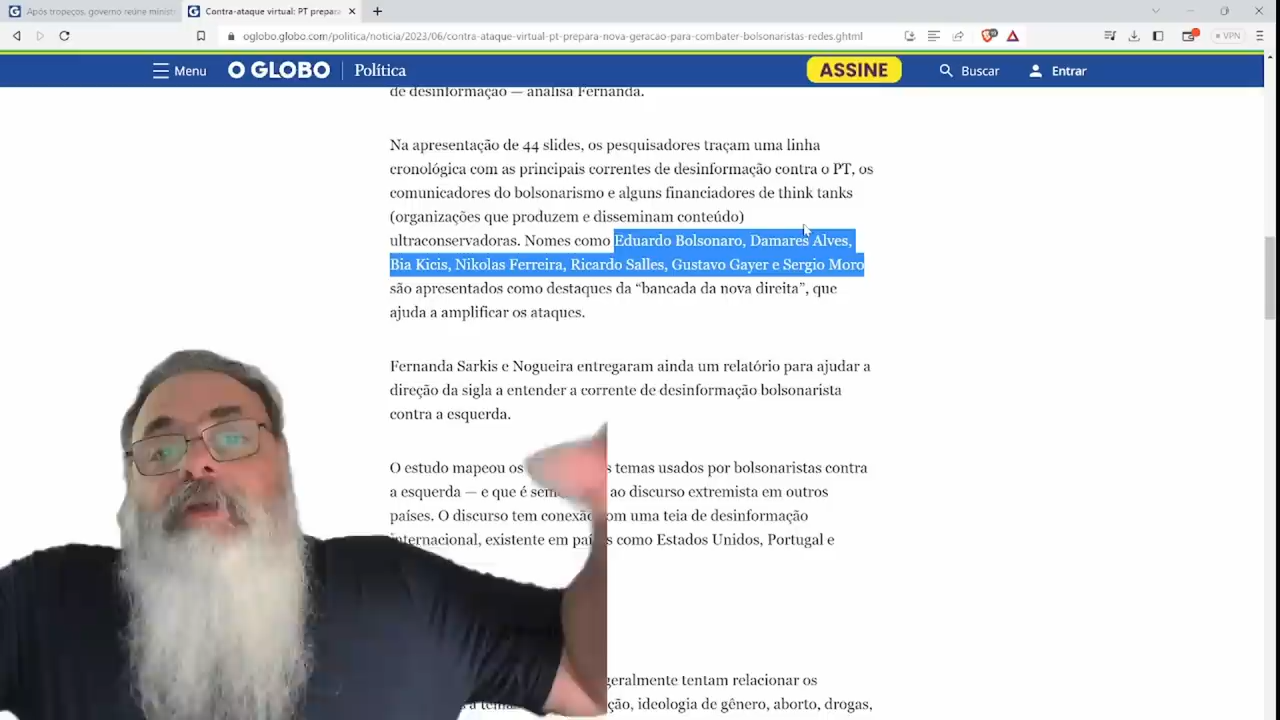 Após tropeços, governo reúne minist
Contra-ataque virtual: PT prepara
oglobo.globo.com/politica/noticia/2023/06/contra-ataque-virtual-pt-prepara-nova-geracao-para-combater-bolsonaristas-redes.ghtml
VPN
Menu O GLOBO Política ASSINE Buscar Entrar
de desinformação — analisa Fernanda.
Na apresentação de 44 slides, os pesquisadores traçam uma linha
cronológica com as principais correntes de desinformação contra o PT, os
comunicadores do bolsonarismo e alguns financiadores de think tanks
(organizações que produzem e disseminam conteúdo)
ultraconservadoras. Nomes como Eduardo Bolsonaro, Damares Alves,
Bia Kicis, Nikolas Ferreira, Ricardo Salles, Gustavo Gayer e Sergio Moro
são apresentados como destaques da “bancada da nova direita”, que
ajuda a amplificar os ataques.
Fernanda Sarkis e Nogueira entregaram ainda um relatório para ajudar a
direção da sigla a entender a corrente de desinformação bolsonarista
contra a esquerda.
O estudo mapeou os s temas usados por bolsonaristas contra
a esquerda — e que é sem ao discurso extremista em outros
países. O discurso tem conexão com uma teia de desinformação
internacional, existente em países como Estados Unidos, Portugal e
geralmente tentam relacionar os
a tem ção, ideologia de gênero, aborto, drogas,